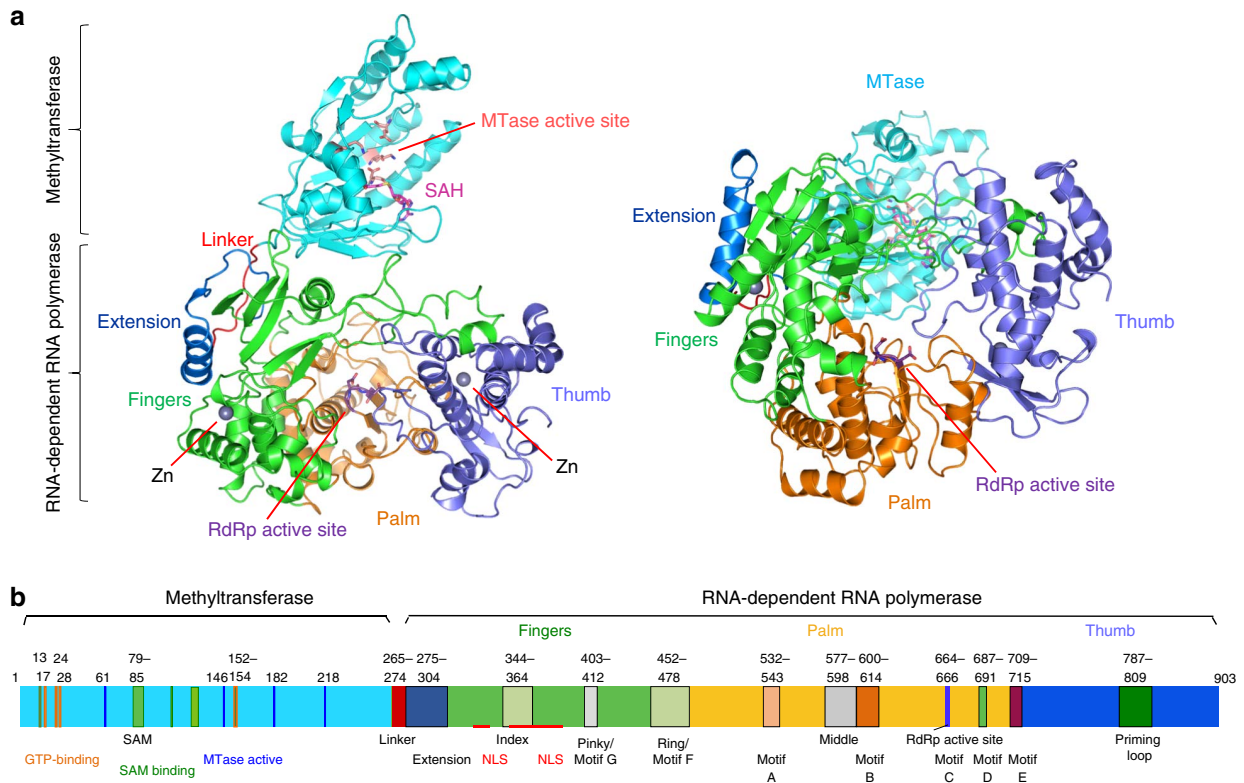 a
Methyltransferase
RNA-dependent RNA polymerase
MTase active site
SAH
Linker
Extension
Fingers
Zn
RdRp active site
Palm
Thumb
Zn
MTase
Extension
Fingers
Thumb
RdRp active site
Palm
b
Methyltransferase
RNA-dependent RNA polymerase
Fingers
Palm
Thumb
13 24 79– 152– 265– 275– 344– 403– 452– 532– 577– 600– 664– 687– 709– 787–
1 17 28 61 85 146 154 182 218 274 304 364 412 478 543 598 614 666 691 715 809 903
SAM Linker Index Pinky/ Ring/ Middle RdRp active site Priming
GTP-binding MTase active Extension NLS NLS Motif G Motif F Motif Motif Motif Motif Motif loop
SAM binding A B C D E